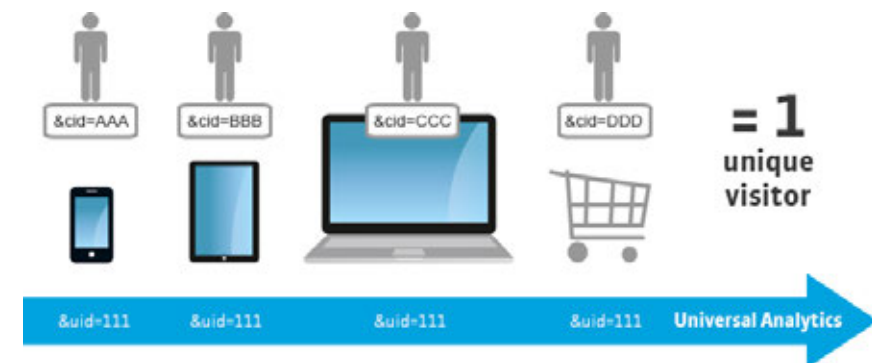 &cid=AAA
&cid=BBB
&cid=CCC
&cid=DDD
= 1
unique
visitor
&uid=111
&uid=111
&uid=111
&uid=111
Universal Analytics